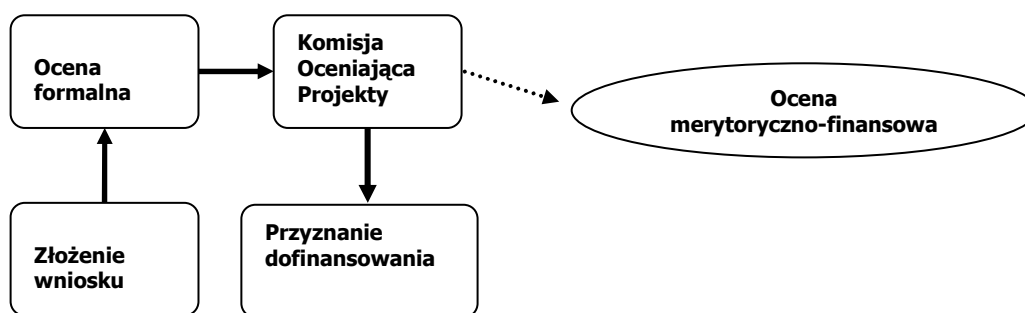 Ocena
formalna
Komisja
Oceniająca
Projekty
Ocena
merytoryczno-finansowa
Złożenie
wniosku
Przyznanie
dofinansowania